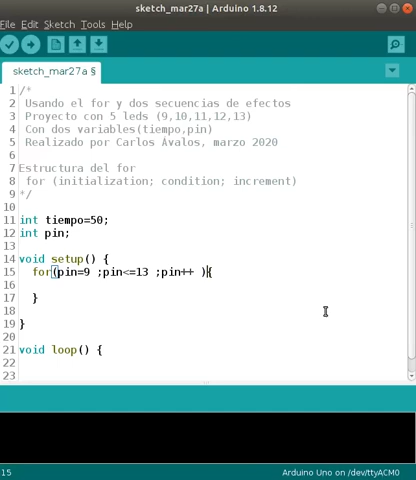 sketch_mar27a | Arduino 1.8.12
File Edit Sketch Tools Help
sketch_mar27a §
1 /*
2 Usando el for y dos secuencias de efectos
3 Proyecto con 5 leds (9,10,11,12,13)
4 Con dos variables(tiempo,pin)
5 Realizado por Carlos Ávalos, marzo 2020
6
7 Estructura del for
8 for (initialization; condition; increment)
9 */
10
11 int tiempo=50;
12 int pin;
13
14 void setup() {
15 for(pin=9 ;pin<=13 ;pin++ ){
16
17 }
18
19 }
20
21 void loop() {
22
23
15
Arduino Uno on /dev/ttyACM0